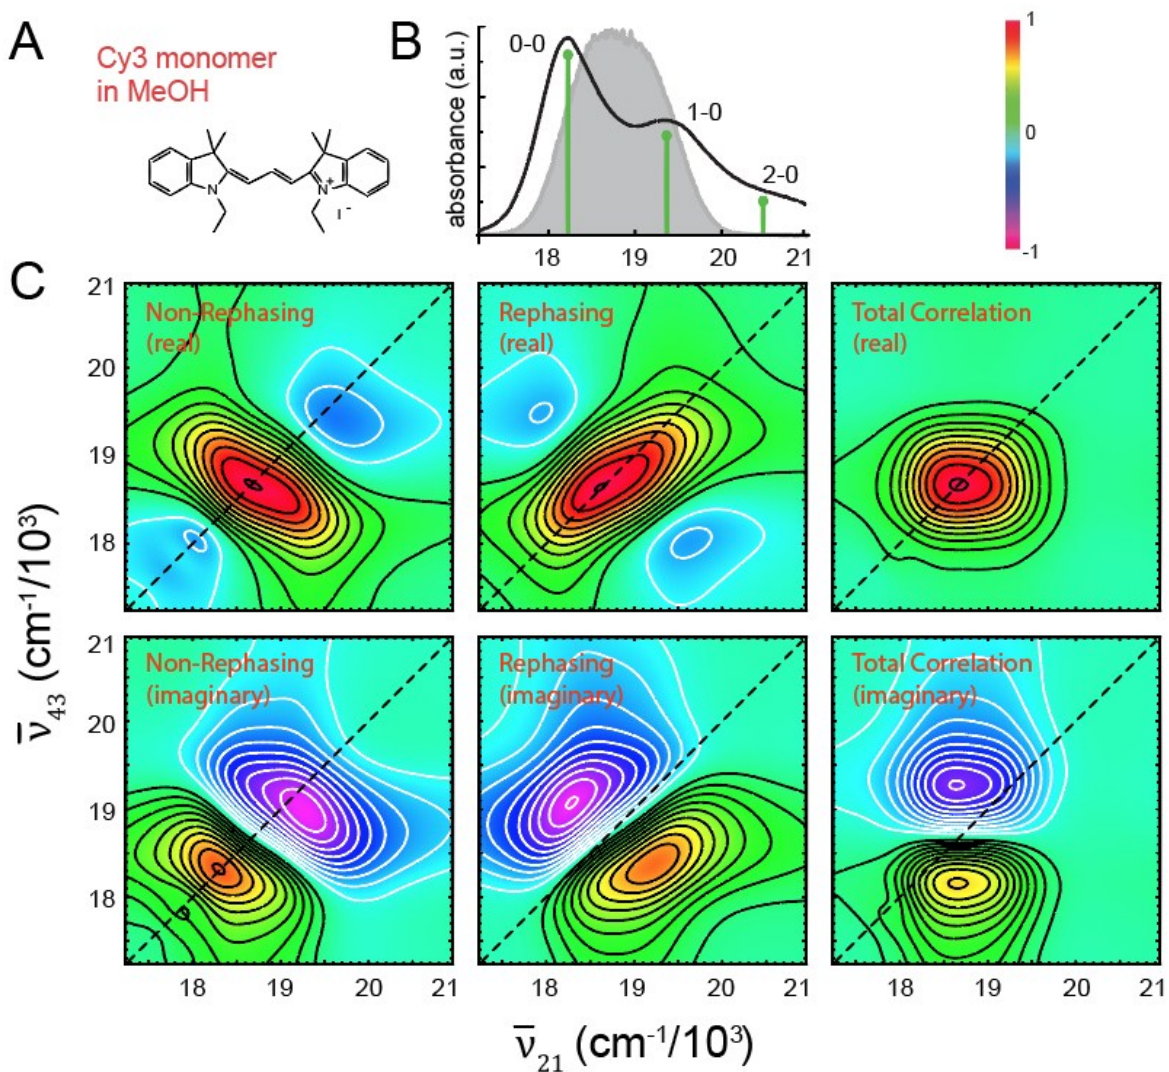 A
Cy3 monomer
in MeOH
N
N+
I-
B
absorbance (a.u.)
0-0
1-0
2-0
18 19 20 21
1
0
-1
C
Non-Rephasing
(real)
Rephasing
(real)
Total Correlation
(real)
21
20
19
18
Non-Rephasing
(imaginary)
Rephasing
(imaginary)
Total Correlation
(imaginary)
21
20
19
18
ν̅43 (cm-1/103)
18 19 20 21
18 19 20 21
18 19 20 21
ν̅21 (cm-1/103)